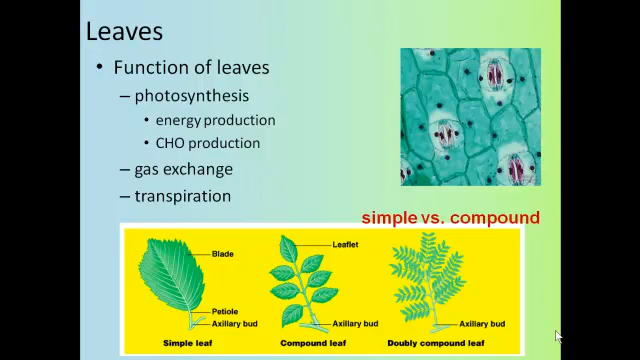 Leaves
• Function of leaves
– photosynthesis
• energy production
• CHO production
– gas exchange
– transpiration
simple vs. compound
Blade
Petiole
Axillary bud
Simple leaf
Leaflet
Axillary bud
Compound leaf
Axillary bud
Doubly compound leaf